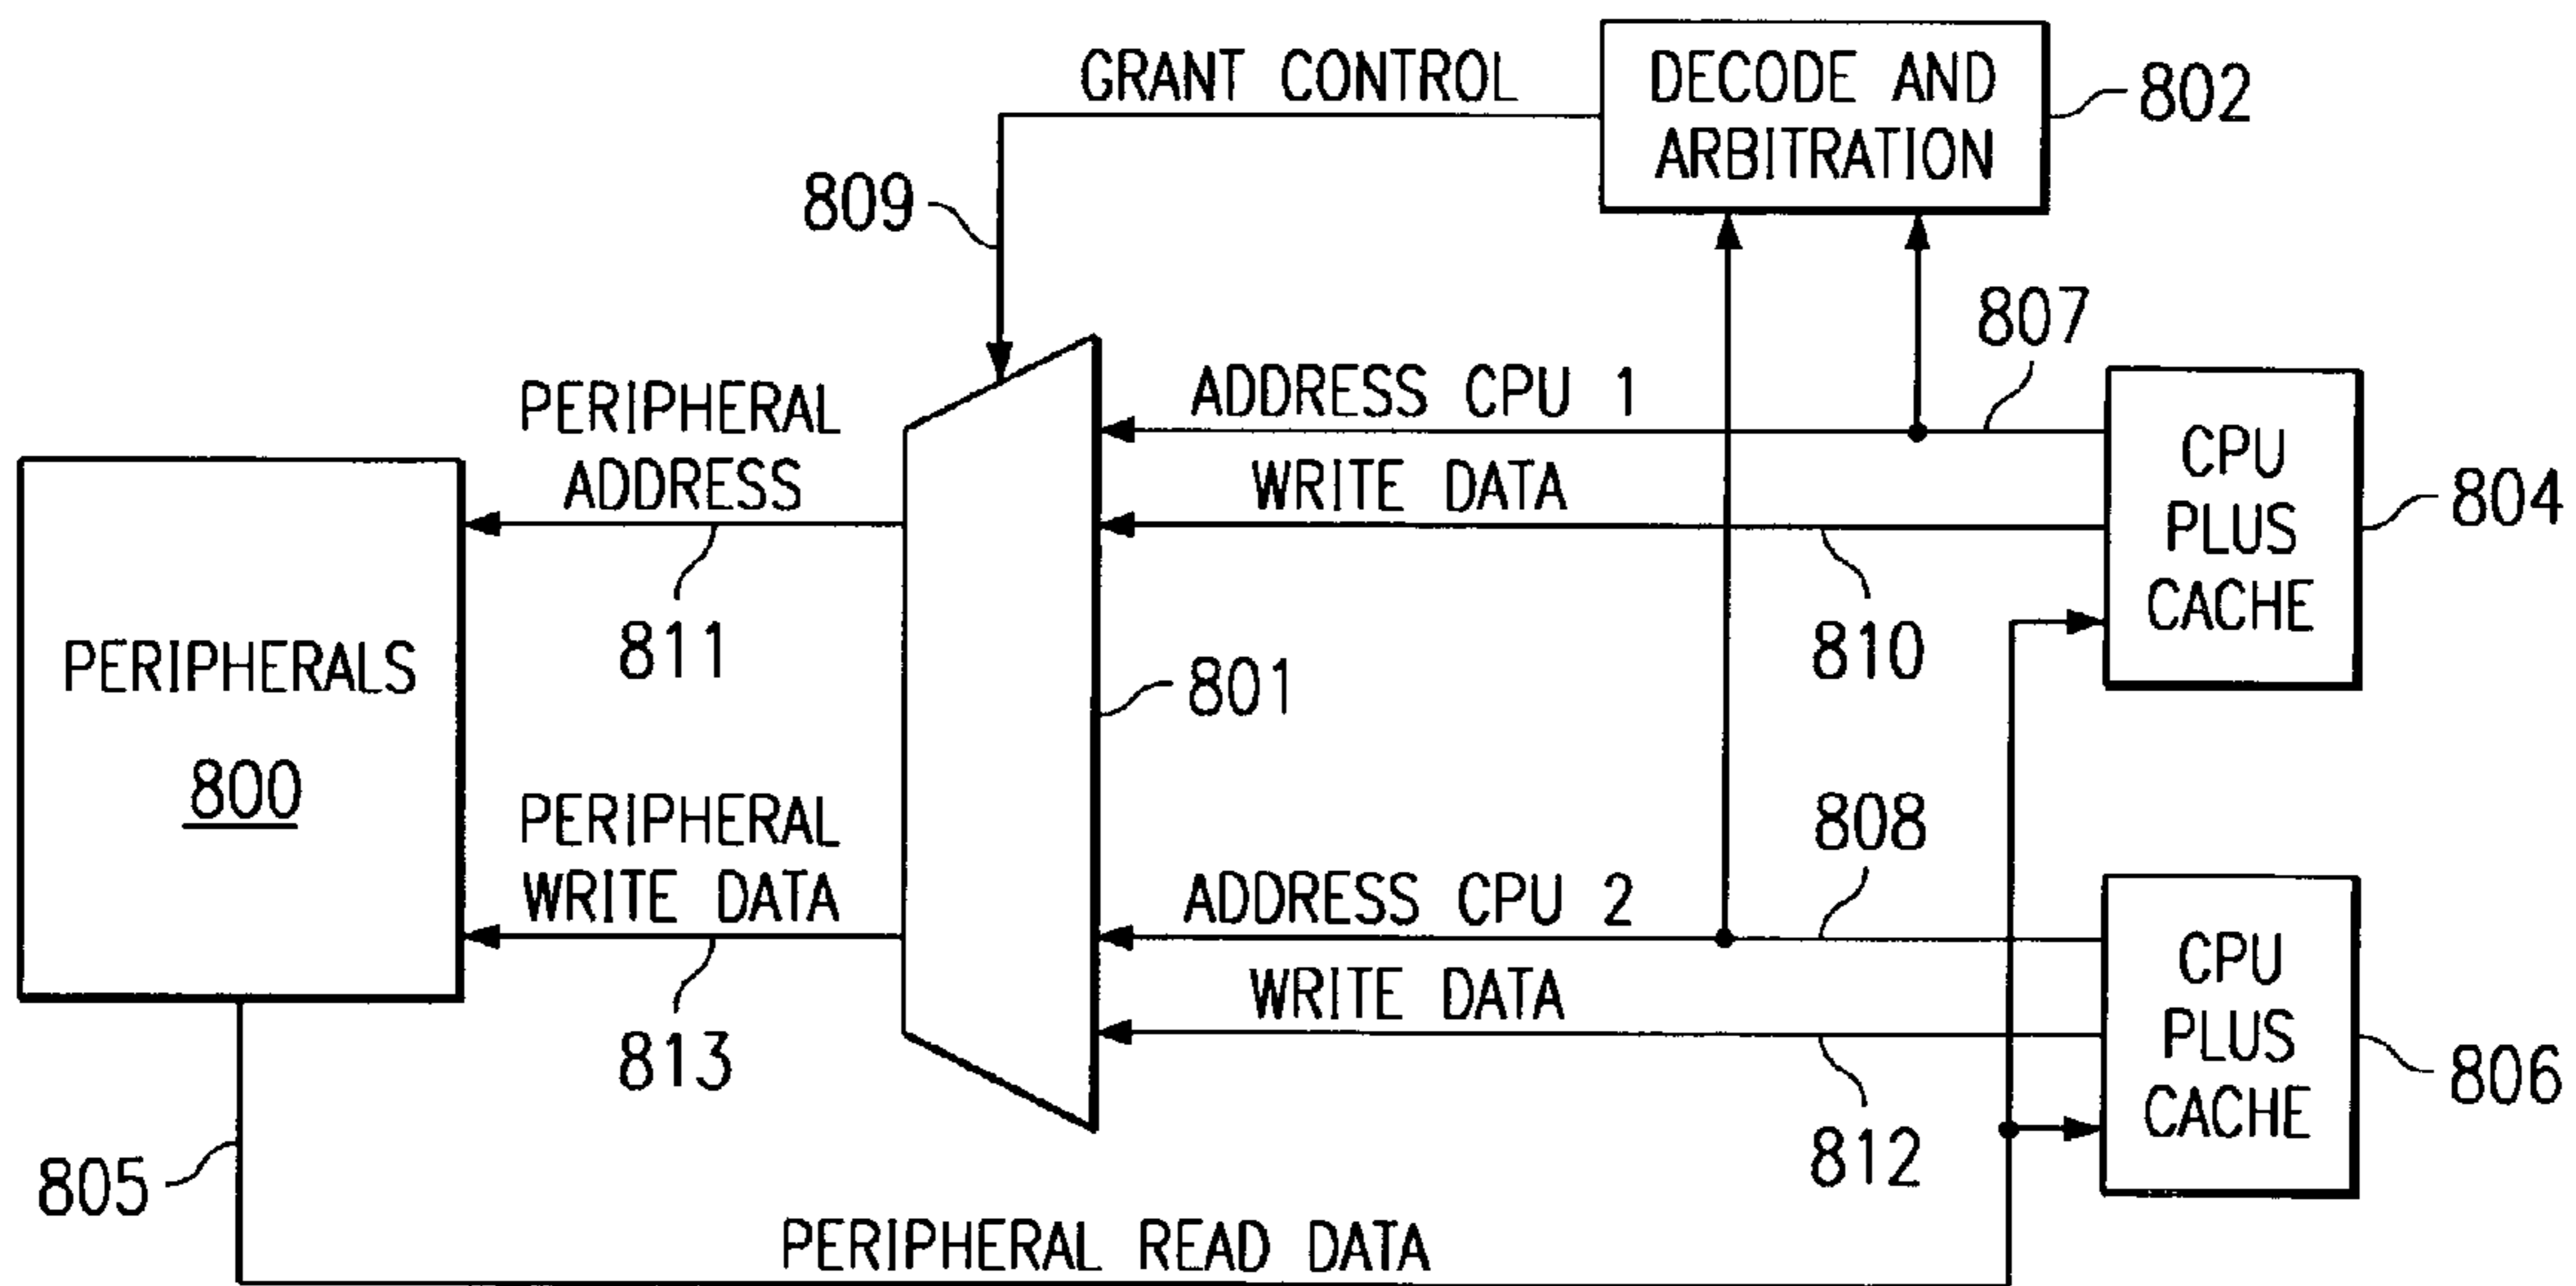 GRANT CONTROL
DECODE AND
ARBITRATION
802
809
807
PERIPHERAL
ADDRESS
811
ADDRESS CPU 1
WRITE DATA
810
CPU
PLUS
CACHE
804
PERIPHERALS
800
801
PERIPHERAL
WRITE DATA
813
808
ADDRESS CPU 2
WRITE DATA
812
CPU
PLUS
CACHE
806
805
PERIPHERAL READ DATA